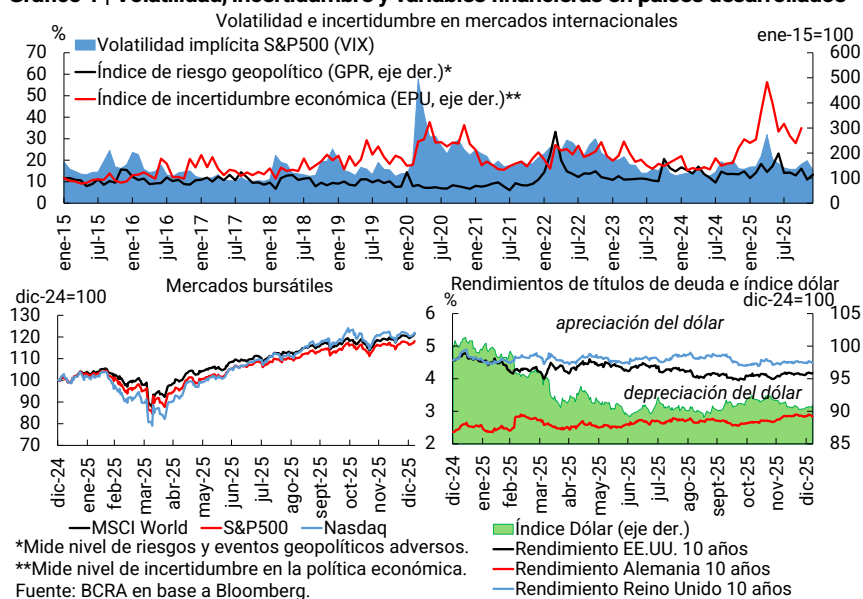 Gráfico 1 | Volatilidad, incertidumbre y variables financieras en países desarrollados
Volatilidad e incertidumbre en mercados internacionales
% ene-15=100
Volatilidad implícita S&P500 (VIX)
Índice de riesgo geopolítico (GPR, eje der.)*
Índice de incertidumbre económica (EPU, eje der.)**
70 600
60 500
50 400
40
30 300
20 200
10 100
0 0
ene-15 jul-15 ene-16 jul-16 ene-17 jul-17 ene-18 jul-18 ene-19 jul-19 ene-20 jul-20 ene-21 jul-21 ene-22 jul-22 ene-23 jul-23 ene-24 jul-24 ene-25 jul-25
Mercados bursátiles
dic-24=100
130
120
110
100
90
80
70
dic-24 ene-25 feb-25 mar-25 abr-25 may-25 jun-25 jul-25 ago-25 sept-25 oct-25 nov-25 dic-25
MSCI World S&P500 Nasdaq
Rendimientos de títulos de deuda e índice dólar
% dic-24=100
apreciación del dólar
depreciación del dólar
6 105
5 100
4 95
3 90
2 85
dic-24 ene-25 feb-25 mar-25 abr-25 may-25 jun-25 jul-25 ago-25 sept-25 oct-25 nov-25 dic-25
Índice Dólar (eje der.)
Rendimiento EE.UU. 10 años
Rendimiento Alemania 10 años
Rendimiento Reino Unido 10 años
*Mide nivel de riesgos y eventos geopolíticos adversos.
**Mide nivel de incertidumbre en la política económica.
Fuente: BCRA en base a Bloomberg.